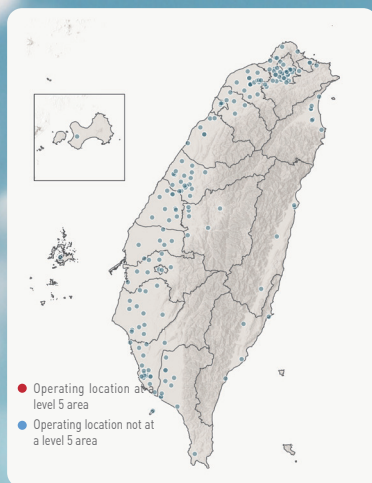 Operating location at a
level 5 area
Operating location not at
a level 5 area